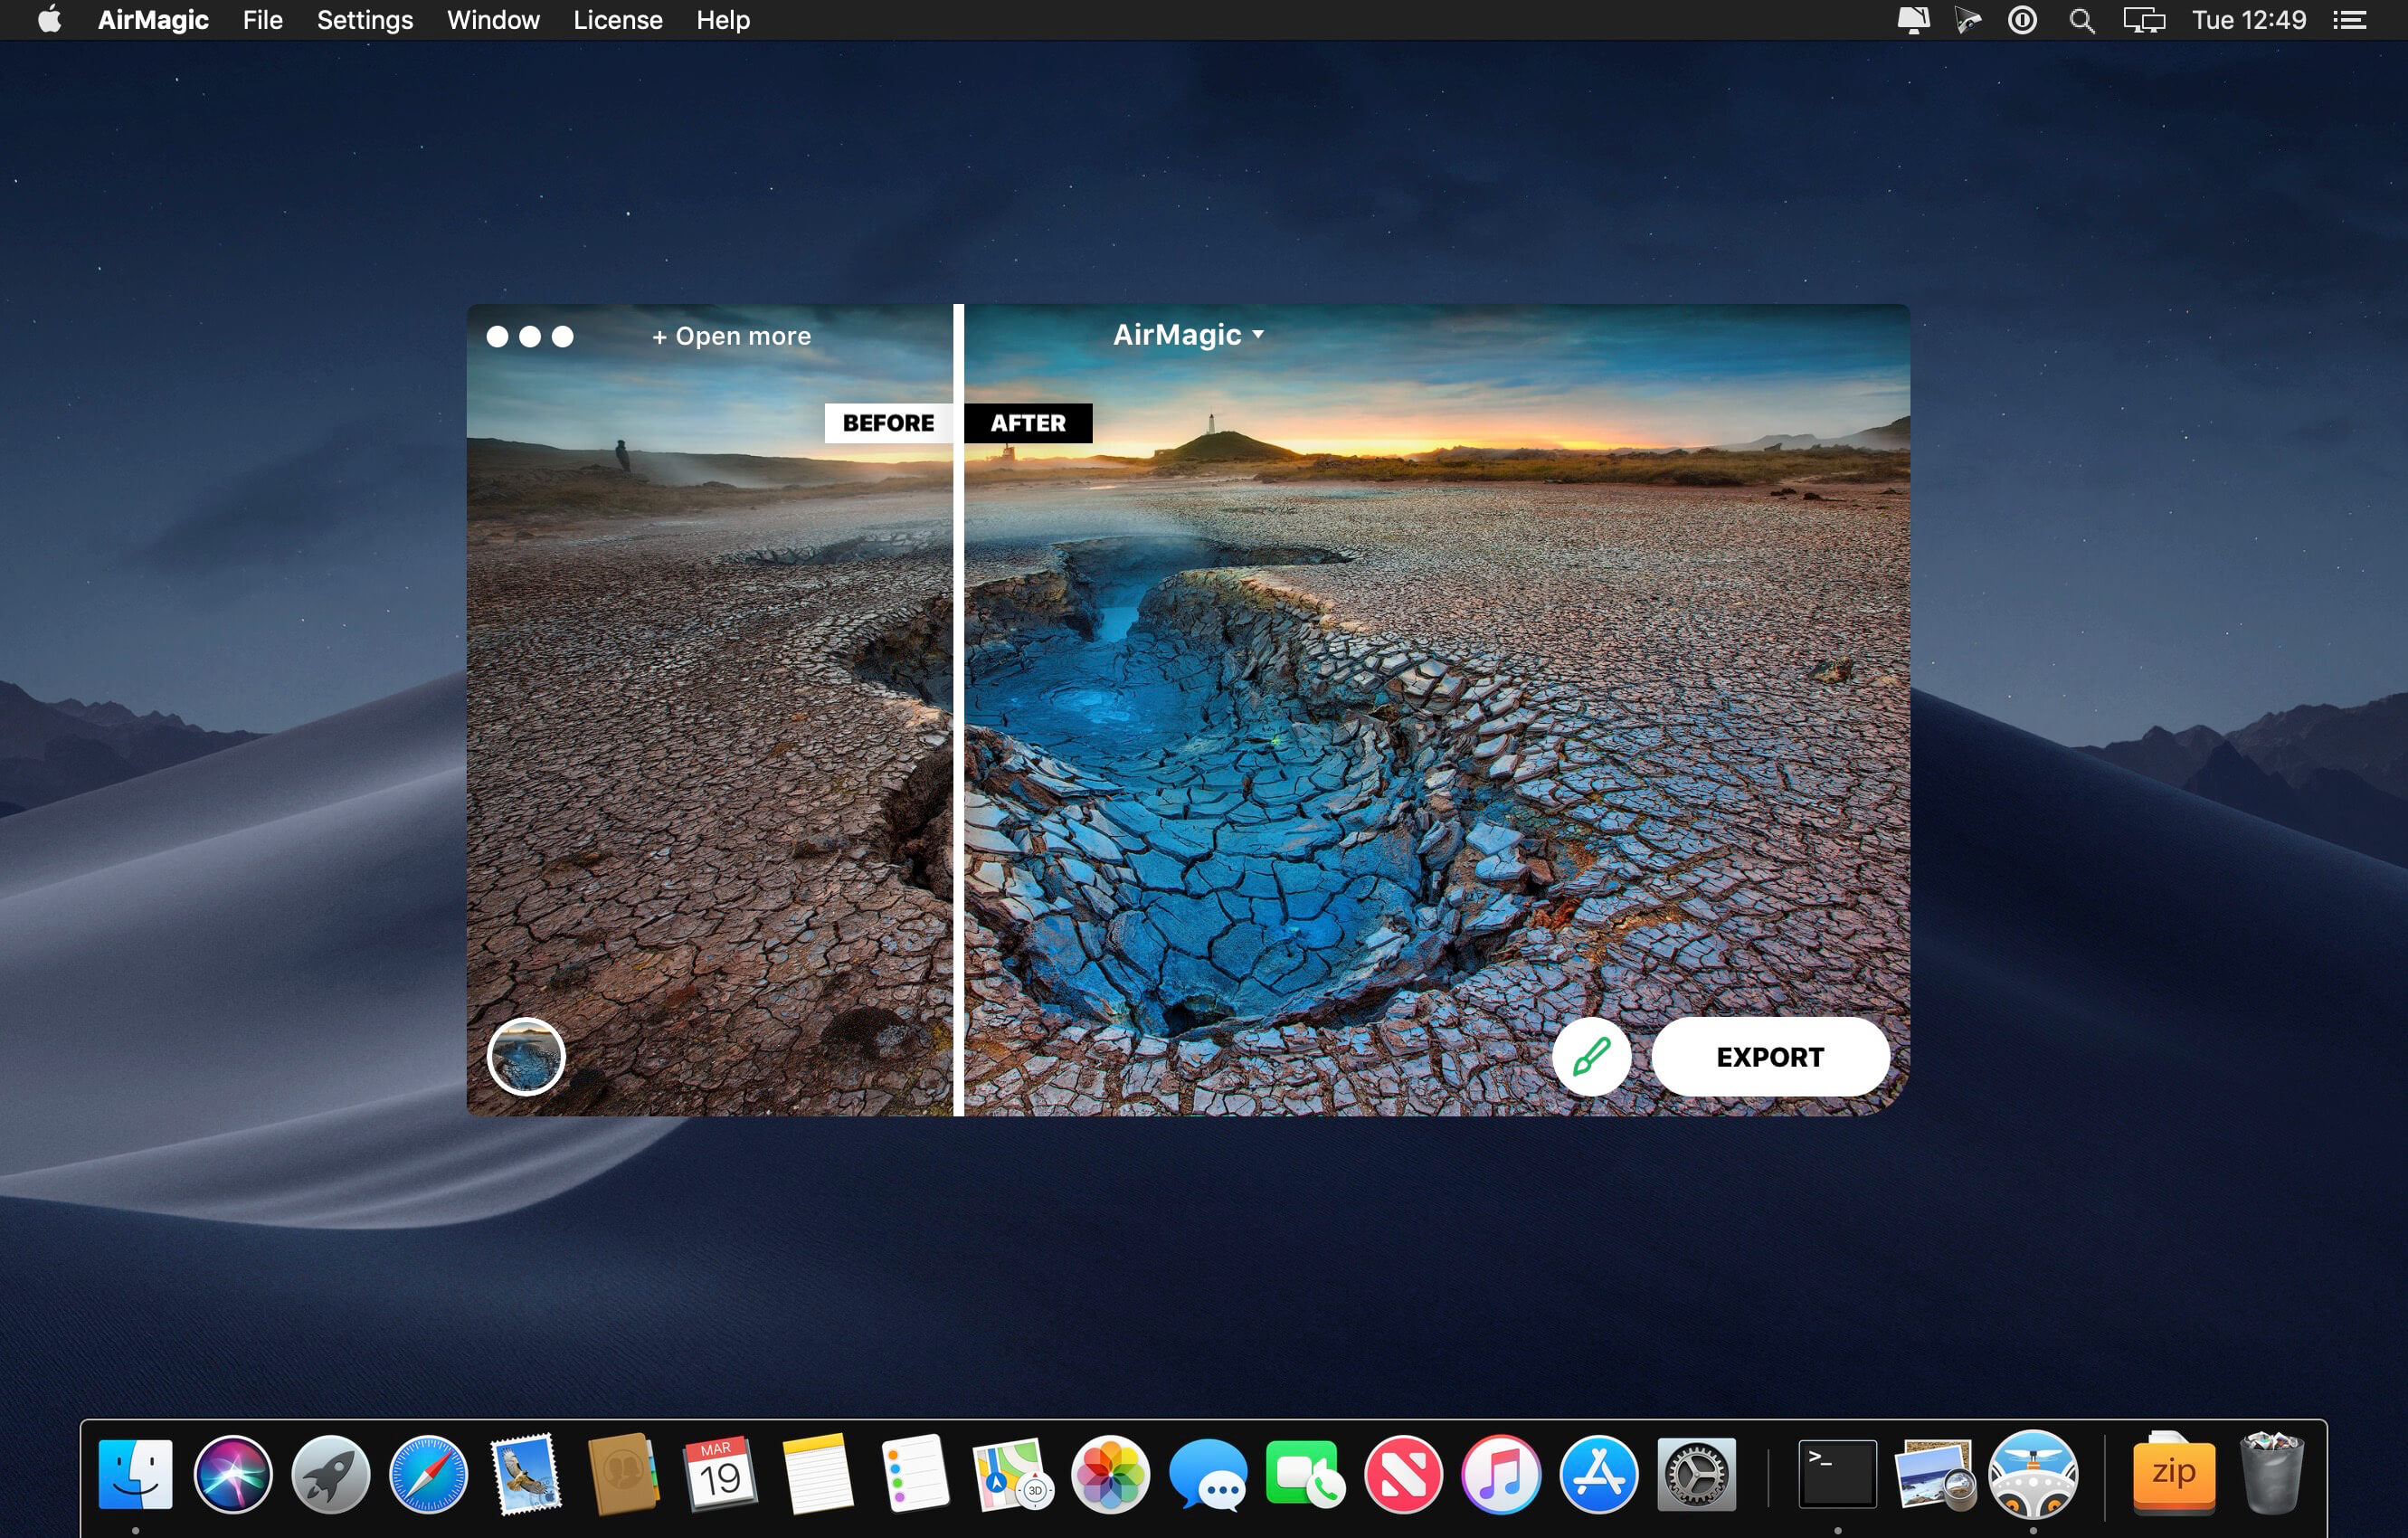 AirMagic File Settings Window License Help Tue 12:49
+ Open more AirMagic
BEFORE AFTER
EXPORT
MAR
19
3D
>_
zip